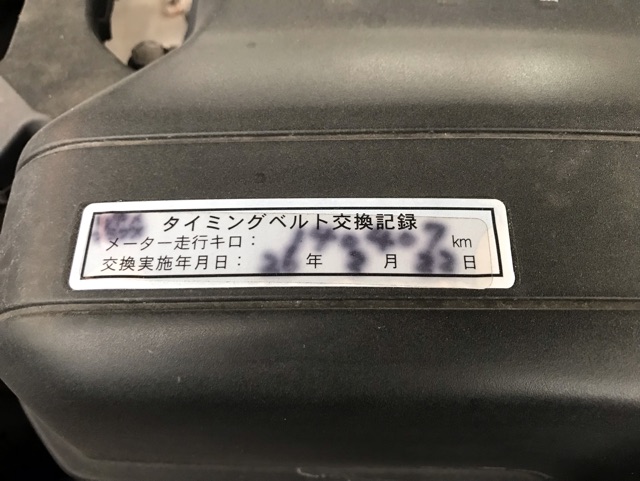 タイミングベルト交換記録
メーター走行キロ： km
交換実施年月日： 年 月 日